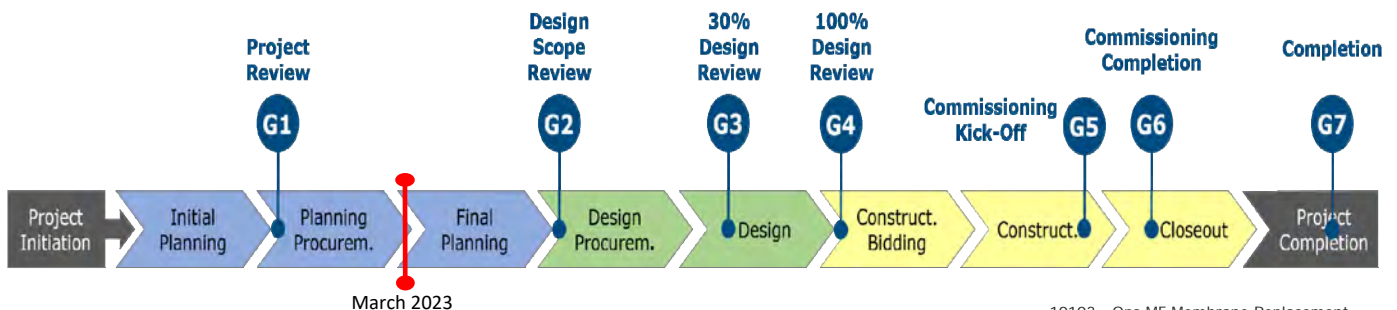 Project
Review
Design
Scope
Review
30%
Design
Review
100%
Design
Review
Commissioning
Kick-Off
Commissioning
Completion
Completion
G1
G2
G3
G4
G5
G6
G7
Project
Initiation
Initial
Planning
Planning
Procurem.
Final
Planning
Design
Procurem.
Design
Construct.
Bidding
Construct.
Closeout
Project
Completion
March 2023